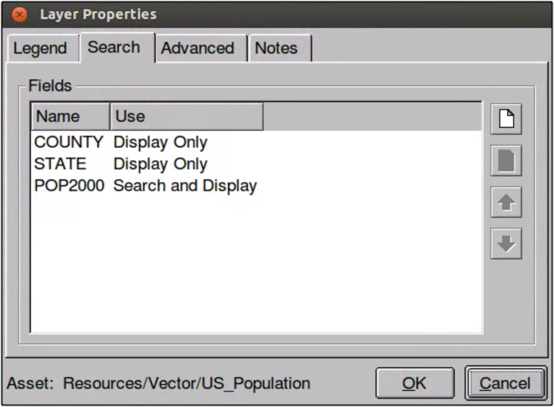 Layer Properties
Legend Search Advanced Notes
Fields
Name Use
COUNTY Display Only
STATE Display Only
POP2000 Search and Display
Asset: Resources/Vector/US_Population OK Cancel